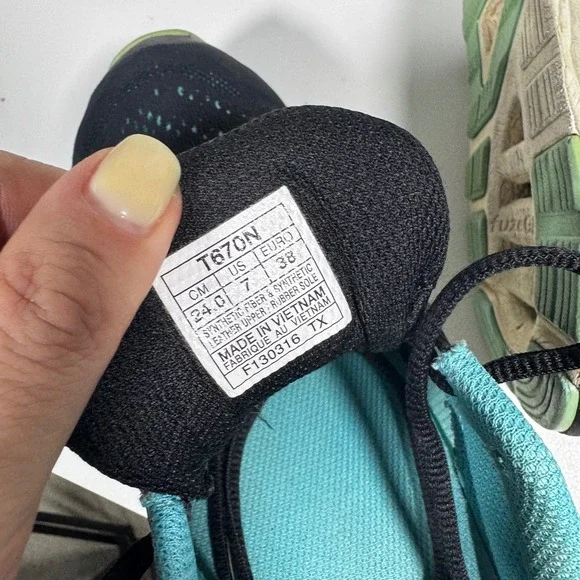 T670N
CM US EURO
24.0 7 38
SYNTHETIC FIBER & SYNTHETIC
LEATHER UPPER · RUBBER SOLE
MADE IN VIETNAM
FABRIQUE AU VIETNAM
F130316 TX